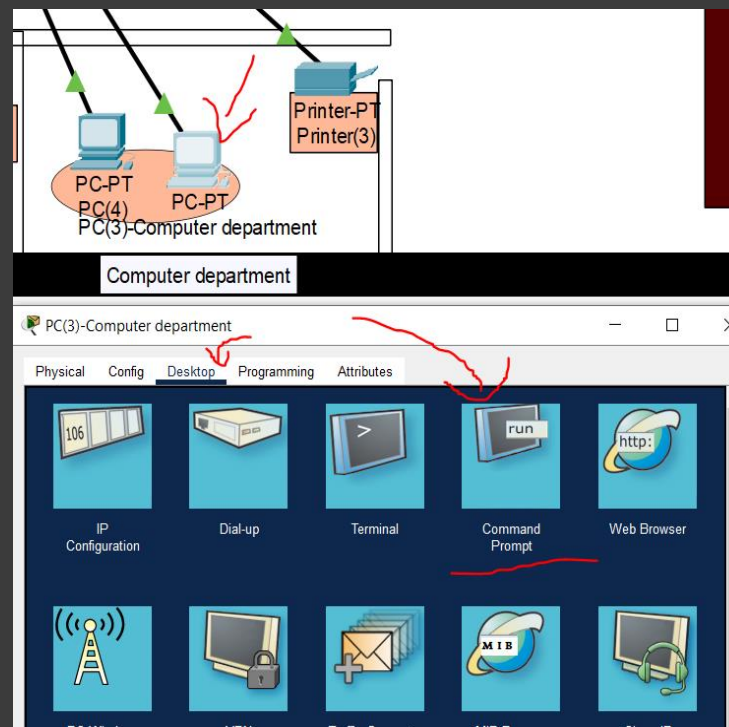 Printer-PT
Printer(3)
PC-PT
PC(4)
PC-PT
PC(3)-Computer department
Computer department
PC(3)-Computer department
Physical Config Desktop Programming Attributes
106
>
run
http:
IP
Configuration
Dial-up
Terminal
Command
Prompt
Web Browser
MIB